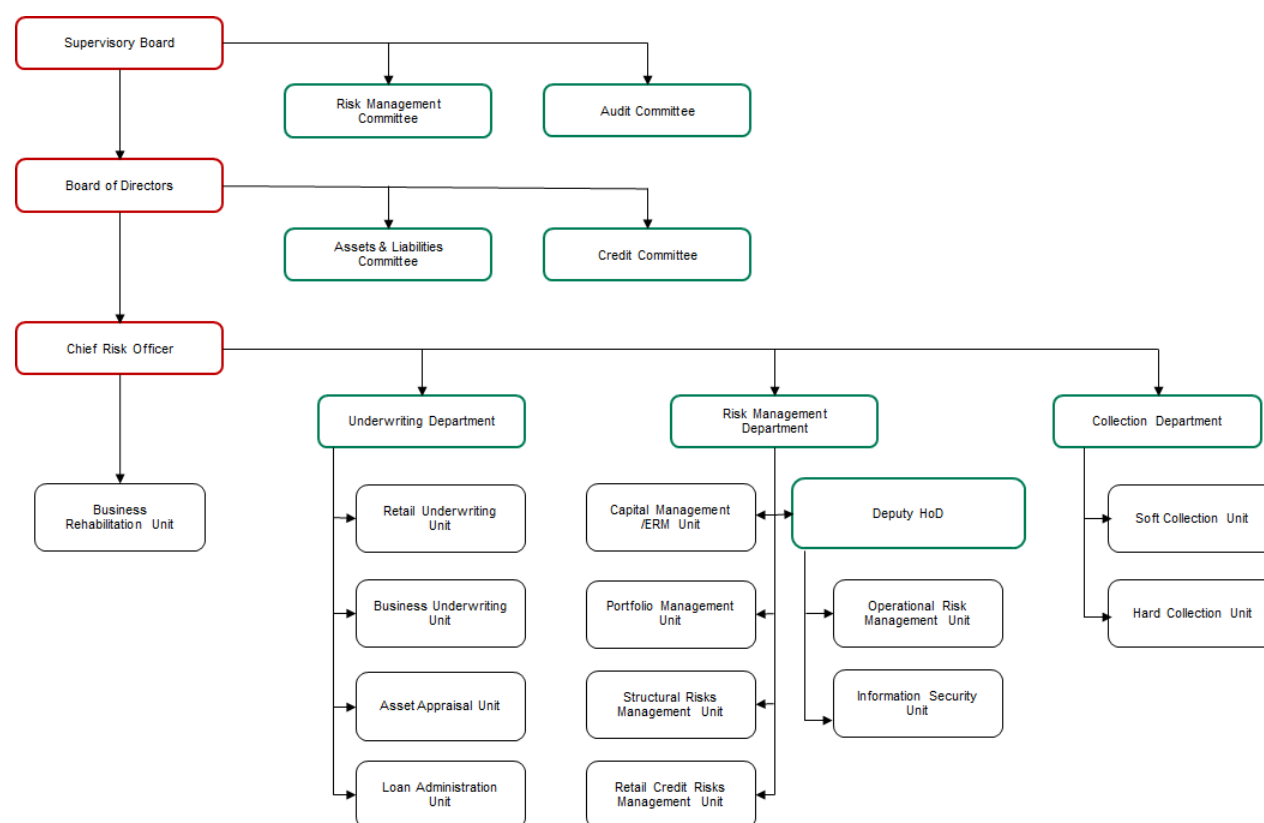 Supervisory Board
Risk Management
Committee
Audit Committee
Board of Directors
Assets & Liabilities
Committee
Credit Committee
Chief Risk Officer
Underwriting Department
Risk Management
Department
Collection Department
Business
Rehabilitation Unit
Retail Underwriting
Unit
Capital Management
/ERM Unit
Deputy HoD
Soft Collection Unit
Business Underwriting
Unit
Portfolio Management
Unit
Operational Risk
Management Unit
Hard Collection Unit
Asset Appraisal Unit
Structural Risks
Management Unit
Information Security
Unit
Loan Administration
Unit
Retail Credit Risks
Management Unit